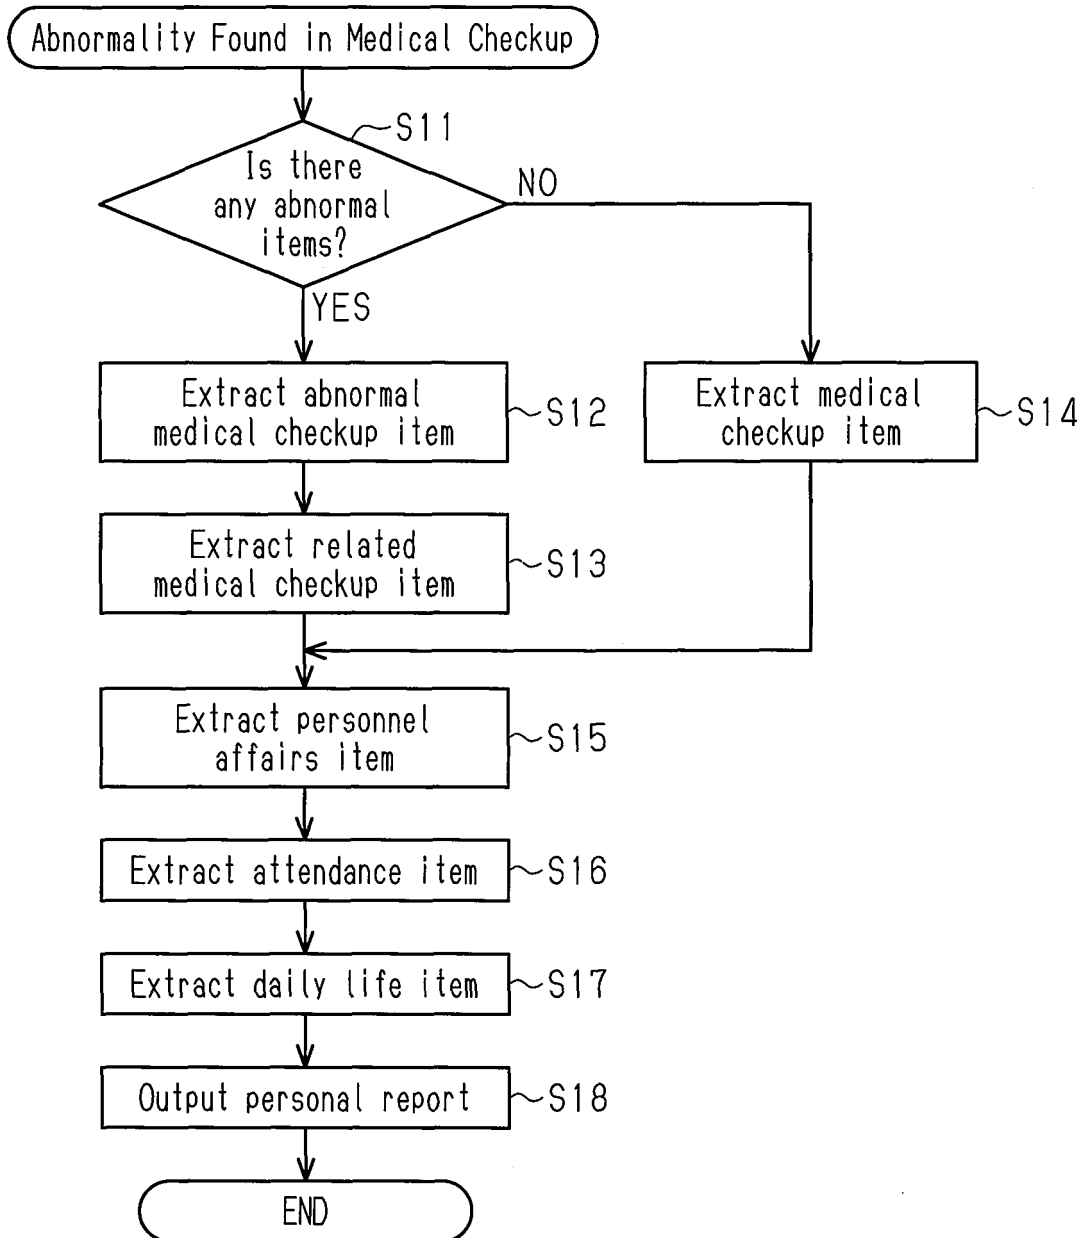 Abnormality Found in Medical Checkup
S11
Is there
any abnormal
items?
NO
YES
Extract abnormal
medical checkup item
S12
Extract medical
checkup item
S14
Extract related
medical checkup item
S13
Extract personnel
affairs item
S15
Extract attendance item
S16
Extract daily life item
S17
Output personal report
S18
END